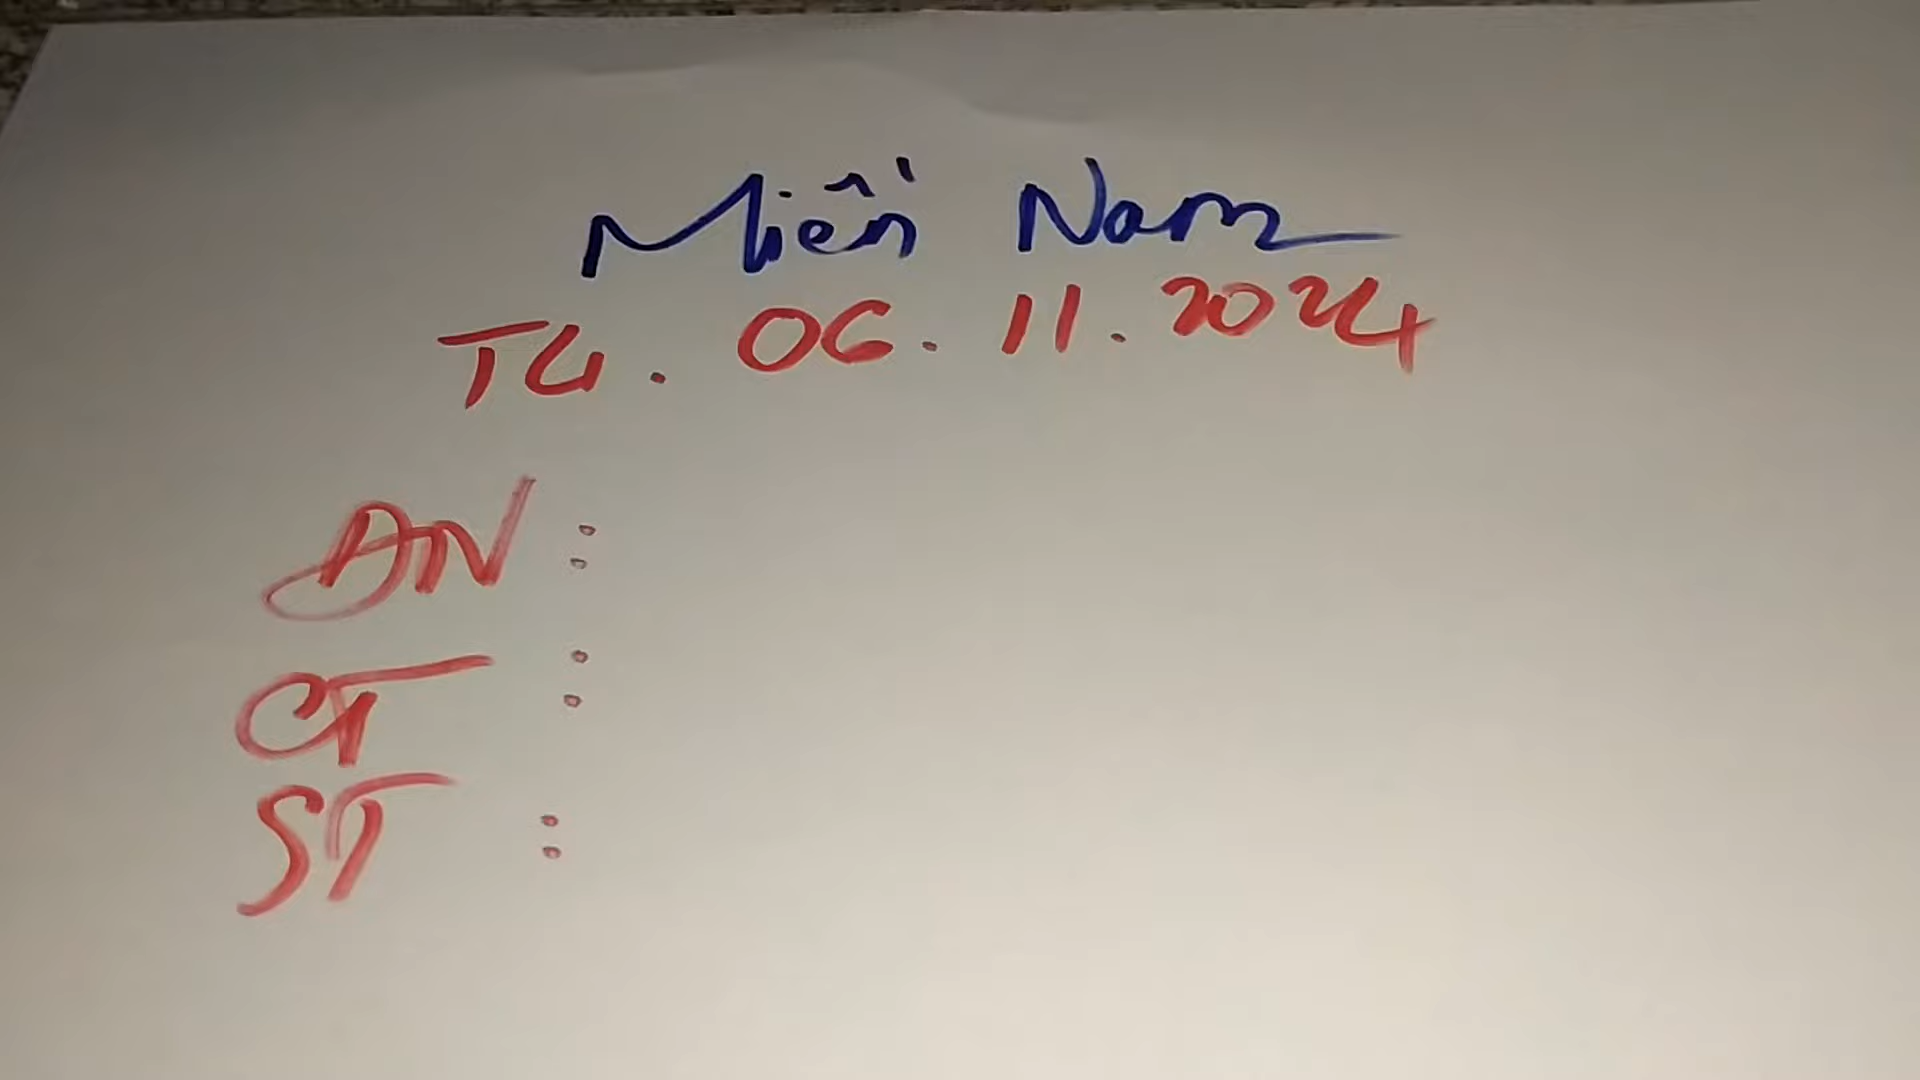 Miền Nam
T4. 06.11.2024
ĐN :
CT :
ST :